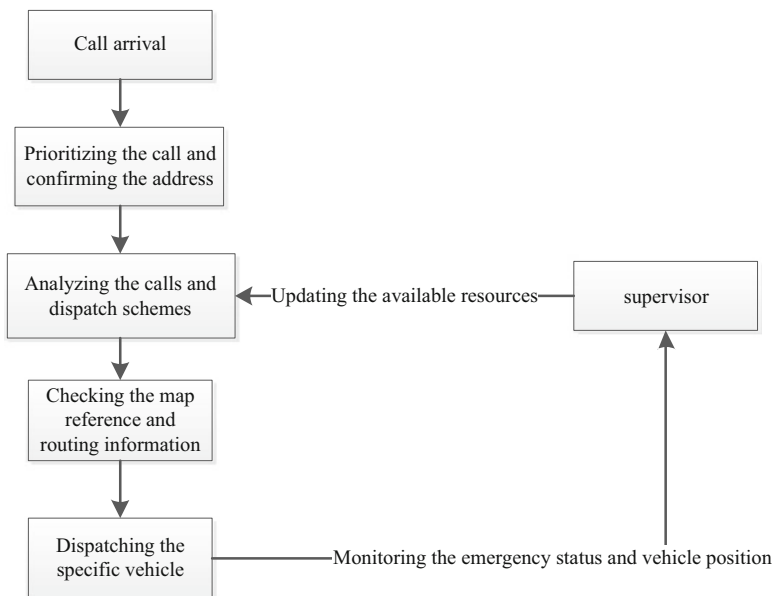 Call arrival
Prioritizing the call and
confirming the address
Analyzing the calls and
dispatch schemes
Updating the available resources
supervisor
Checking the map
reference and
routing information
Dispatching the
specific vehicle
Monitoring the emergency status and vehicle position